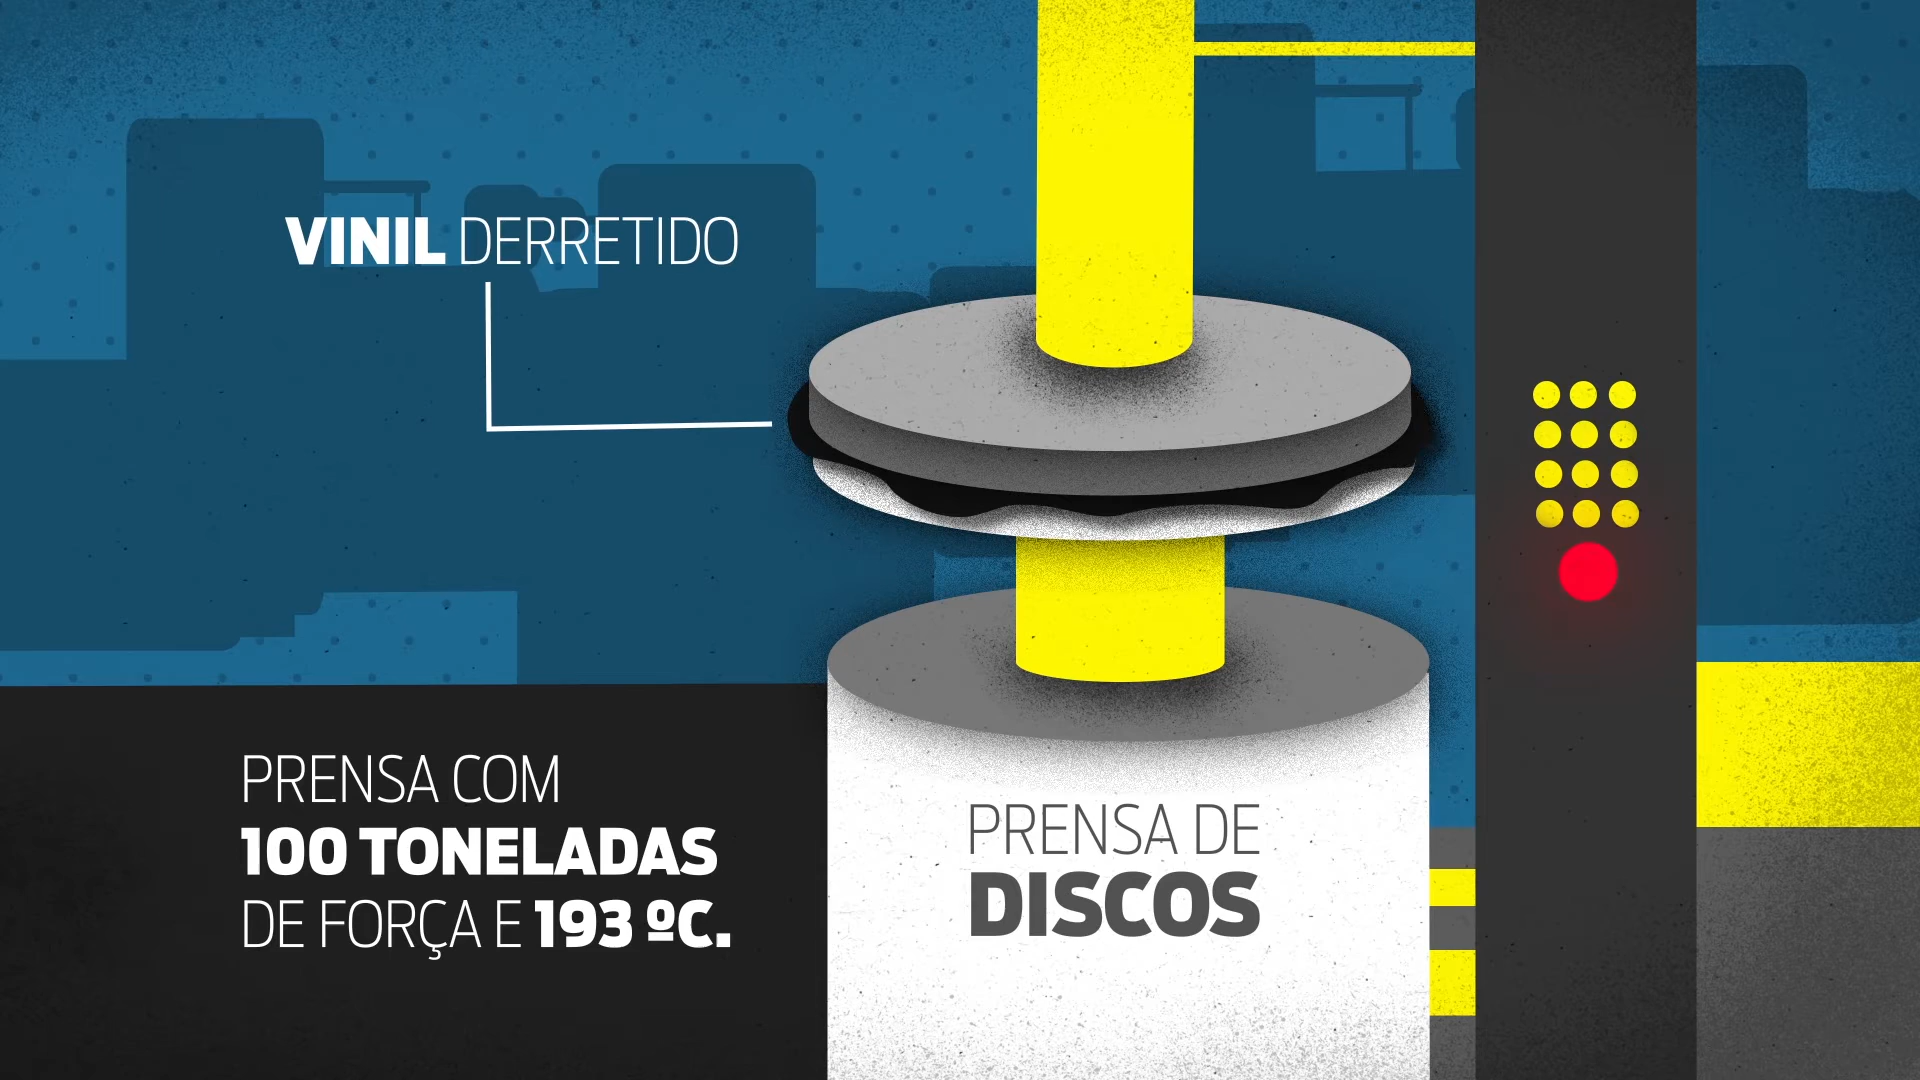 VINIL DERRETIDO
PRENSA COM
100 TONELADAS
DE FORÇA E 193 ºC.
PRENSA DE
DISCOS